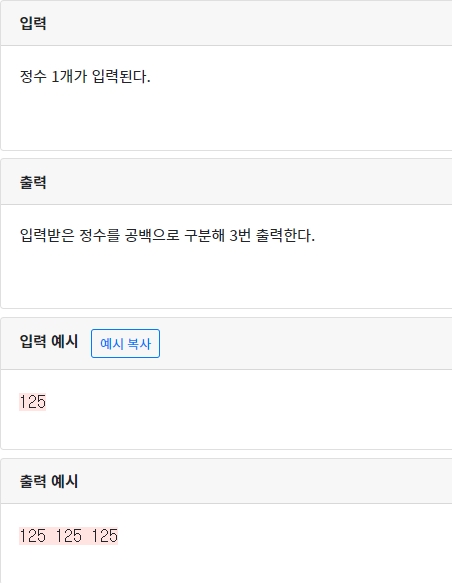 입력
정수 1개가 입력된다.
출력
입력받은 정수를 공백으로 구분해 3번 출력한다.
입력 예시 예시 복사
125
출력 예시
125 125 125